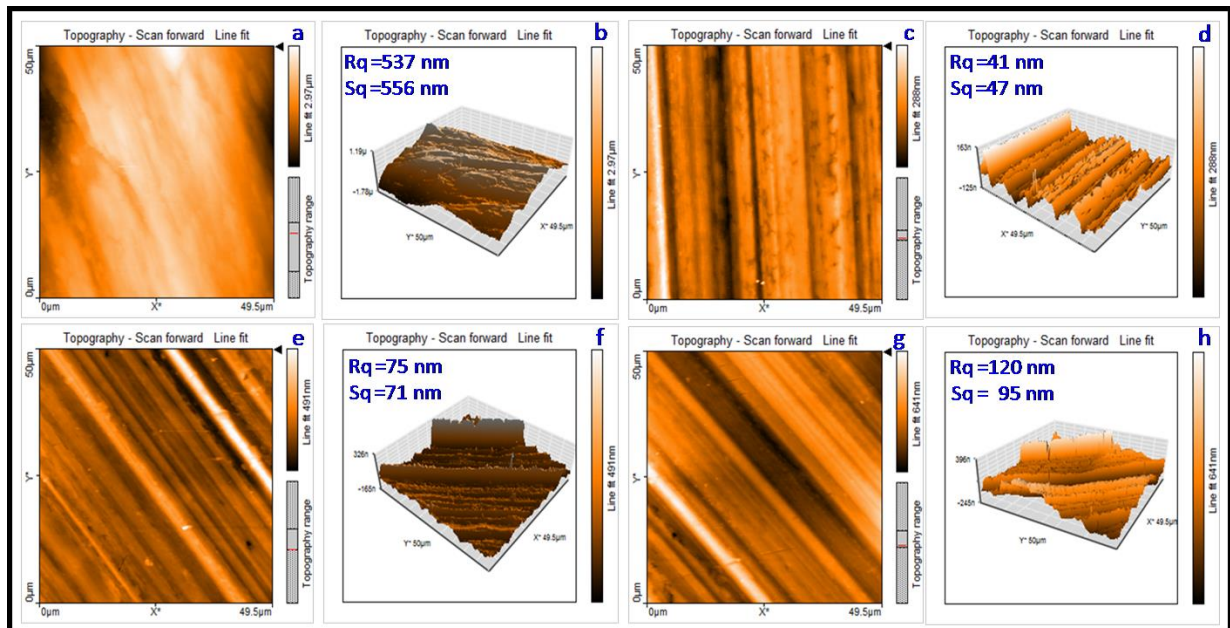 Topography - Scan forward Line fit a
50µm
Y*
0µm
0µm X* 49.5µm
Line fit 2.97µm
Topography range
Topography - Scan forward Line fit b
Rq =537 nm
Sq =556 nm
1.19µ
-1.78µ
Y* 50µm
X* 49.5µm
Line fit 2.97µm
Topography - Scan forward Line fit c
50µm
Y*
0µm
0µm X* 49.5µm
Line fit 288nm
Topography range
Topography - Scan forward Line fit d
Rq =41 nm
Sq =47 nm
163n
-125n
X* 49.5µm
Y* 50µm
Line fit 288nm
Topography - Scan forward Line fit e
50µm
Y*
0µm
0µm X* 49.5µm
Line fit 491nm
Topography range
Topography - Scan forward Line fit f
Rq =75 nm
Sq =71 nm
326n
-165n
Y* 50µm
X* 49.5µm
Line fit 491nm
Topography - Scan forward Line fit g
50µm
Y*
0µm
0µm X* 49.5µm
Line fit 641nm
Topography range
Topography - Scan forward Line fit h
Rq =120 nm
Sq = 95 nm
396n
-245n
Y* 50µm
X* 49.5µm
Line fit 641nm